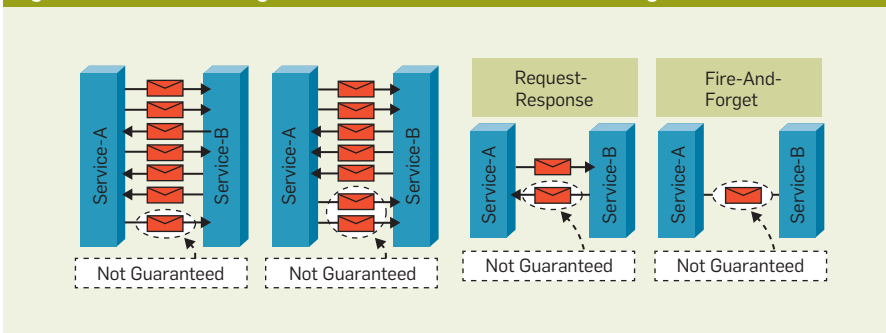 Service-A
Service-B
Not Guaranteed
Service-A
Service-B
Not Guaranteed
Request-
Response
Service-A
Service-B
Not Guaranteed
Fire-And-
Forget
Service-A
Service-B
Not Guaranteed